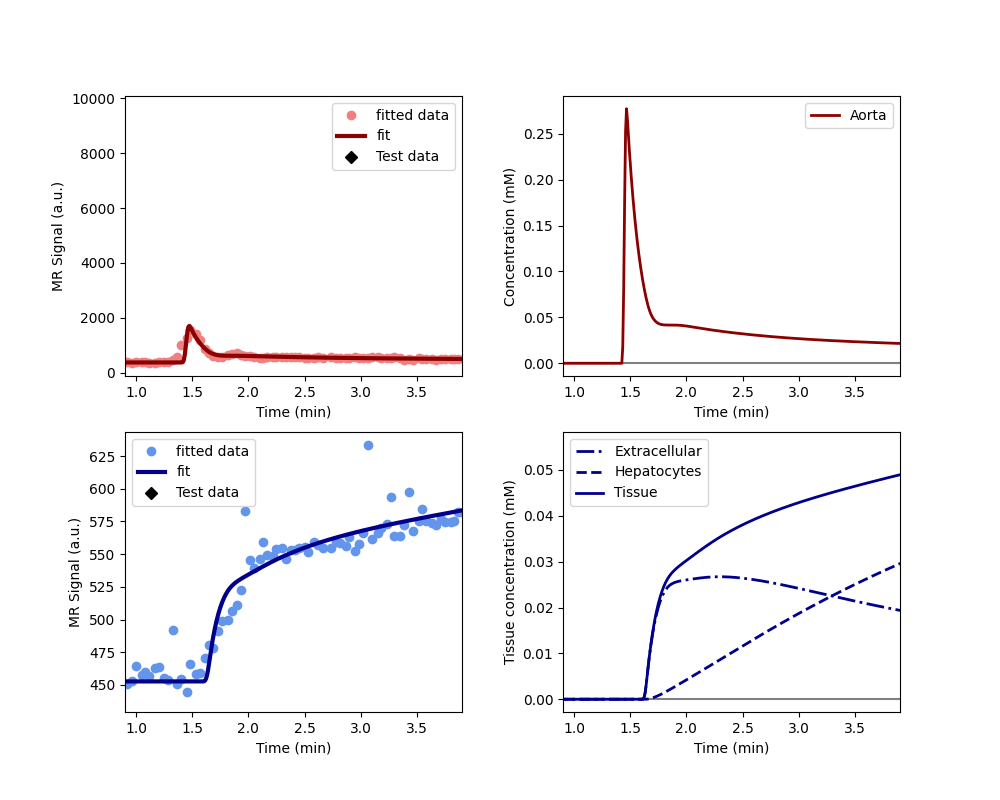 10000
8000
6000
4000
2000
0
MR Signal (a.u.)
fitted data
fit
Test data
1.0 1.5 2.0 2.5 3.0 3.5
Time (min)
0.25
0.20
0.15
0.10
0.05
0.00
Concentration (mM)
Aorta
1.0 1.5 2.0 2.5 3.0 3.5
Time (min)
625
600
575
550
525
500
475
450
MR Signal (a.u.)
fitted data
fit
Test data
1.0 1.5 2.0 2.5 3.0 3.5
Time (min)
0.05
0.04
0.03
0.02
0.01
0.00
Tissue concentration (mM)
Extracellular
Hepatocytes
Tissue
1.0 1.5 2.0 2.5 3.0 3.5
Time (min)